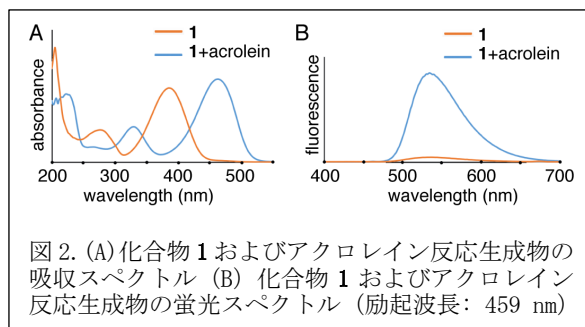 A
1
1+acrolein
absorbance
200 300 400 500
wavelength (nm)
B
1
1+acrolein
fluorescence
400 500 600 700
wavelength (nm)
図 2. (A)化合物 1 およびアクロレイン反応生成物の
吸収スペクトル (B) 化合物 1 およびアクロレイン
反応生成物の蛍光スペクトル (励起波長: 459 nm)